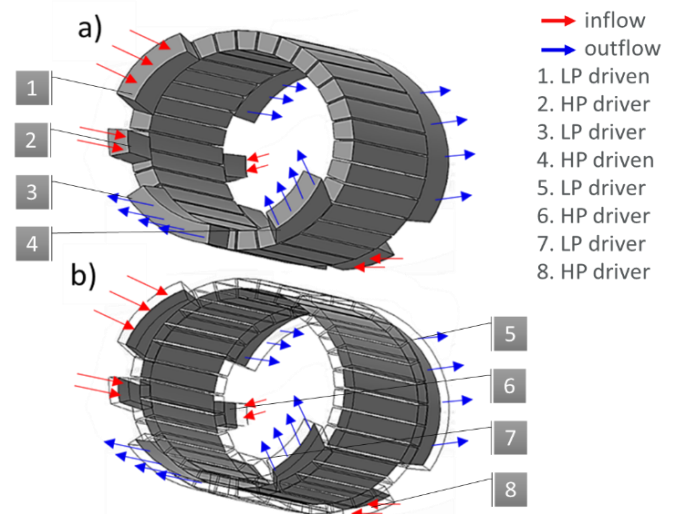 a)
1
2
3
4
b)
5
6
7
8
inflow
outflow
1. LP driven
2. HP driver
3. LP driver
4. HP driven
5. LP driver
6. HP driver
7. LP driver
8. HP driver